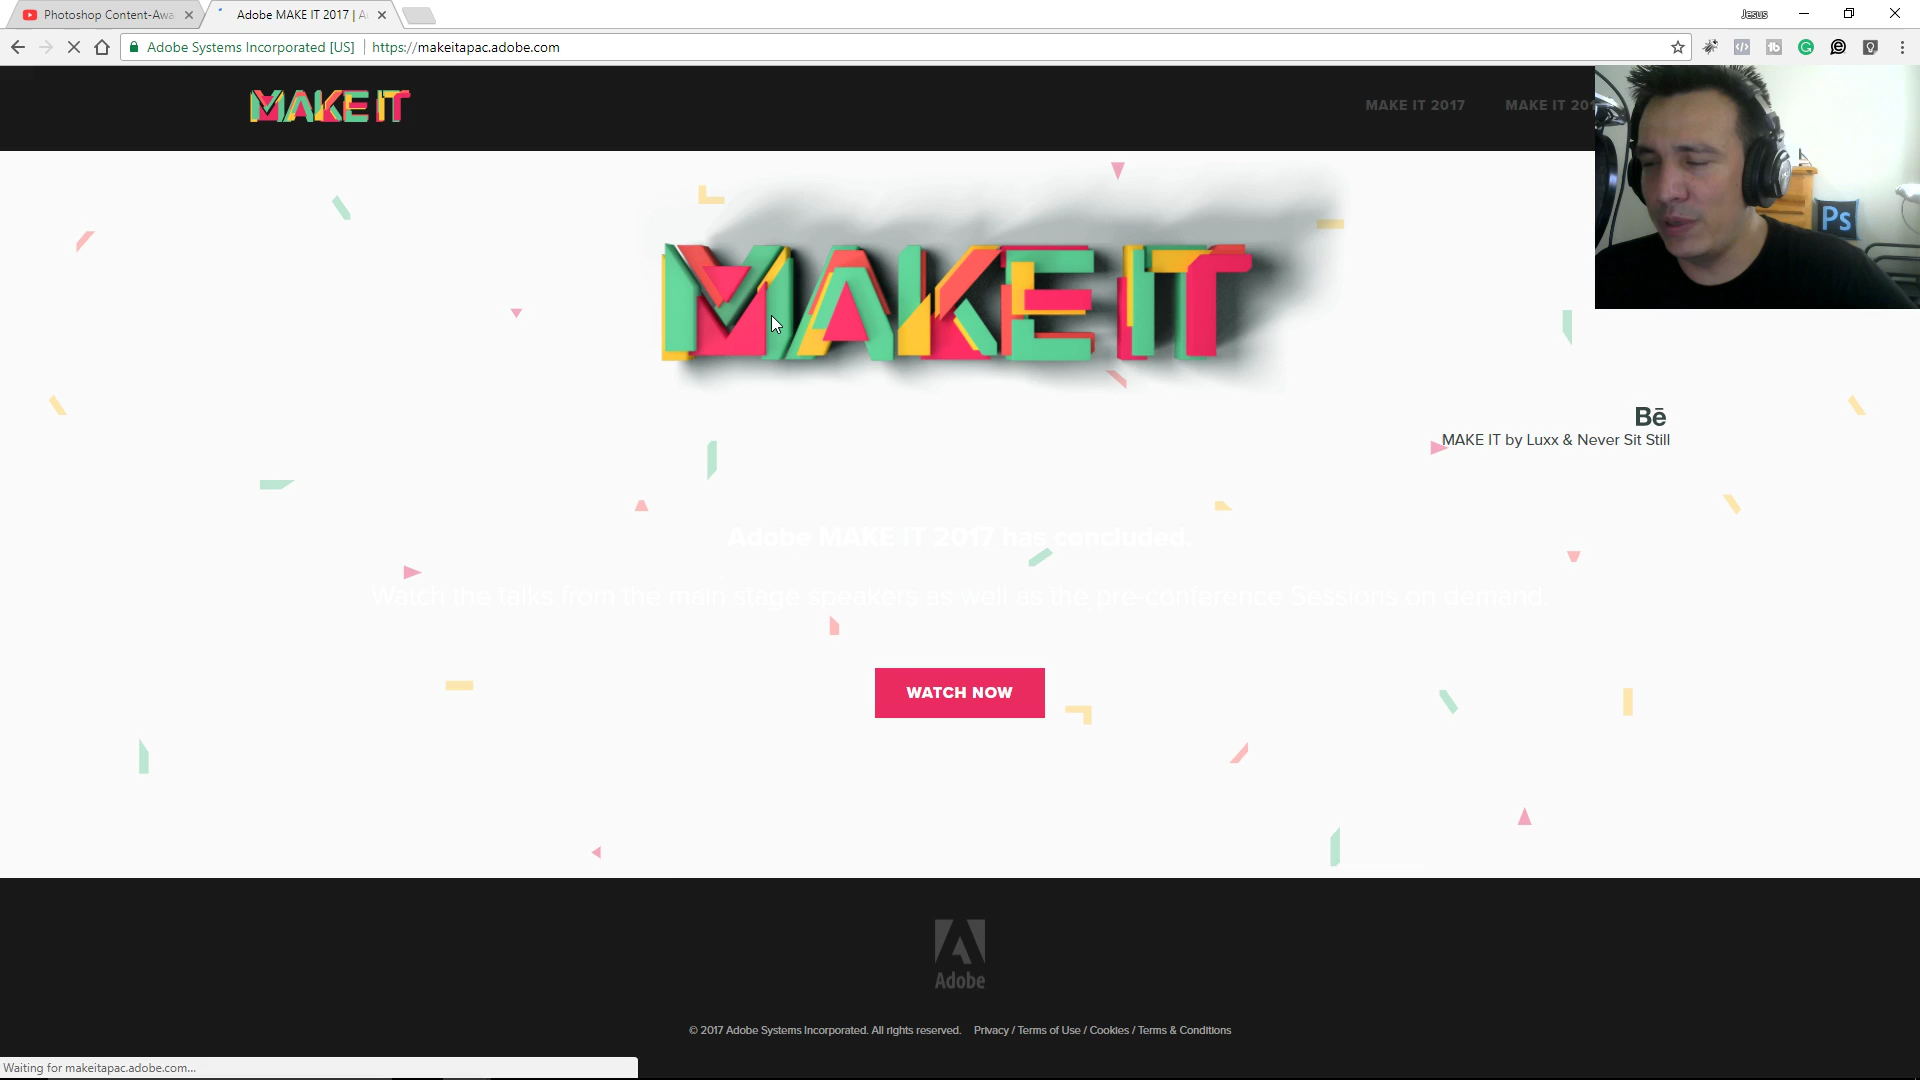 Photoshop Content-Awa
Adobe MAKE IT 2017 | A
Jesus
Adobe Systems Incorporated [US]
https://makeitapac.adobe.com
MAKE IT
MAKE IT 2017
MAKE IT 201
Ps
MAKE IT
Bē
MAKE IT by Luxx & Never Sit Still
Adobe MAKE IT 2017 has concluded.
Watch the talks from the main stage speakers as well as the pre-conference Sessions on demand.
WATCH NOW
Adobe
© 2017 Adobe Systems Incorporated. All rights reserved. Privacy / Terms of Use / Cookies / Terms & Conditions
Waiting for makeitapac.adobe.com...